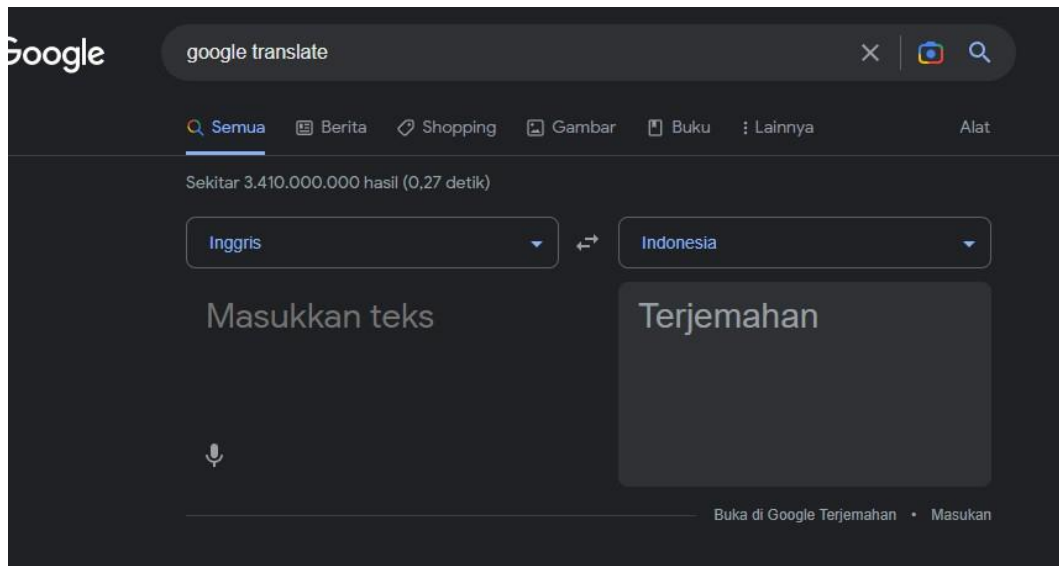 Google
google translate
Semua Berita Shopping Gambar Buku Lainnya Alat
Sekitar 3.410.000.000 hasil (0,27 detik)
Inggris Indonesia
Masukkan teks Terjemahan
Buka di Google Terjemahan • Masukan